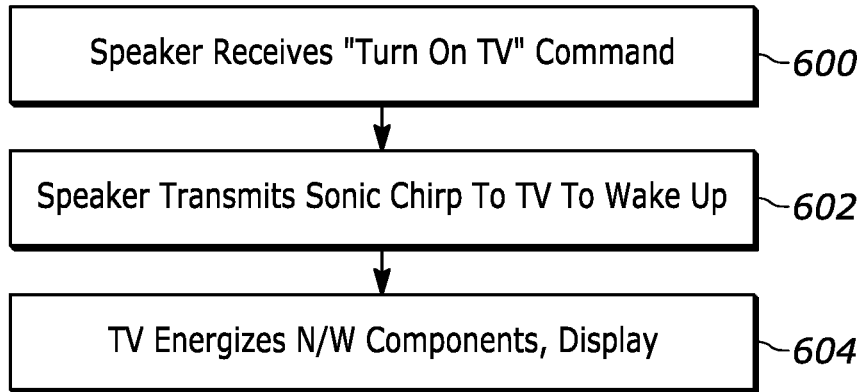 Speaker Receives "Turn On TV" Command
600
Speaker Transmits Sonic Chirp To TV To Wake Up
602
TV Energizes N/W Components, Display
604